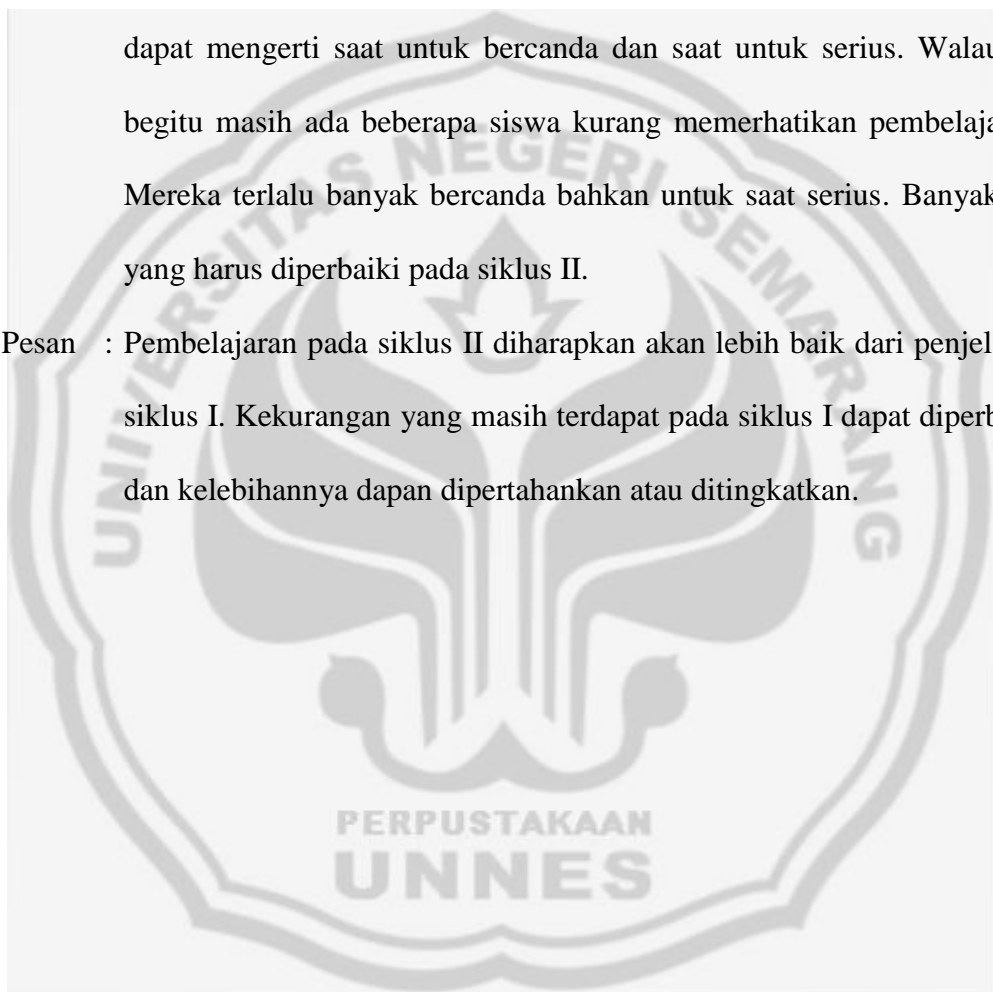 dapat mengerti saat untuk bercanda dan saat untuk serius. Walau
begitu masih ada beberapa siswa kurang memerhatikan pembelaja
Mereka terlalu banyak bercanda bahkan untuk saat serius. Banyak
yang harus diperbaiki pada siklus II.
Pesan : Pembelajaran pada siklus II diharapkan akan lebih baik dari penjel
siklus I. Kekurangan yang masih terdapat pada siklus I dapat diperb
dan kelebihannya dapan dipertahankan atau ditingkatkan.
UNIVERSITAS NEGERI SEMARANG
PERPUSTAKAAN
UNNES